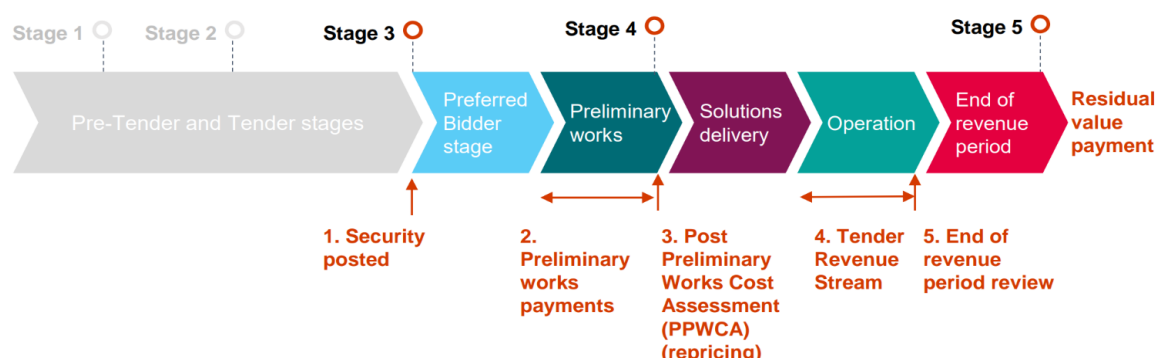 Stage 1
Stage 2
Stage 3
Stage 4
Stage 5
Pre-Tender and Tender stages
Preferred
Bidder
stage
Preliminary
works
Solutions
delivery
Operation
End of
revenue
period
Residual
value
payment
1. Security
posted
2.
Preliminary
works
payments
3. Post
Preliminary
Works Cost
Assessment
(PPWCA)
(repricing)
4. Tender
Revenue
Stream
5. End of
revenue
period review